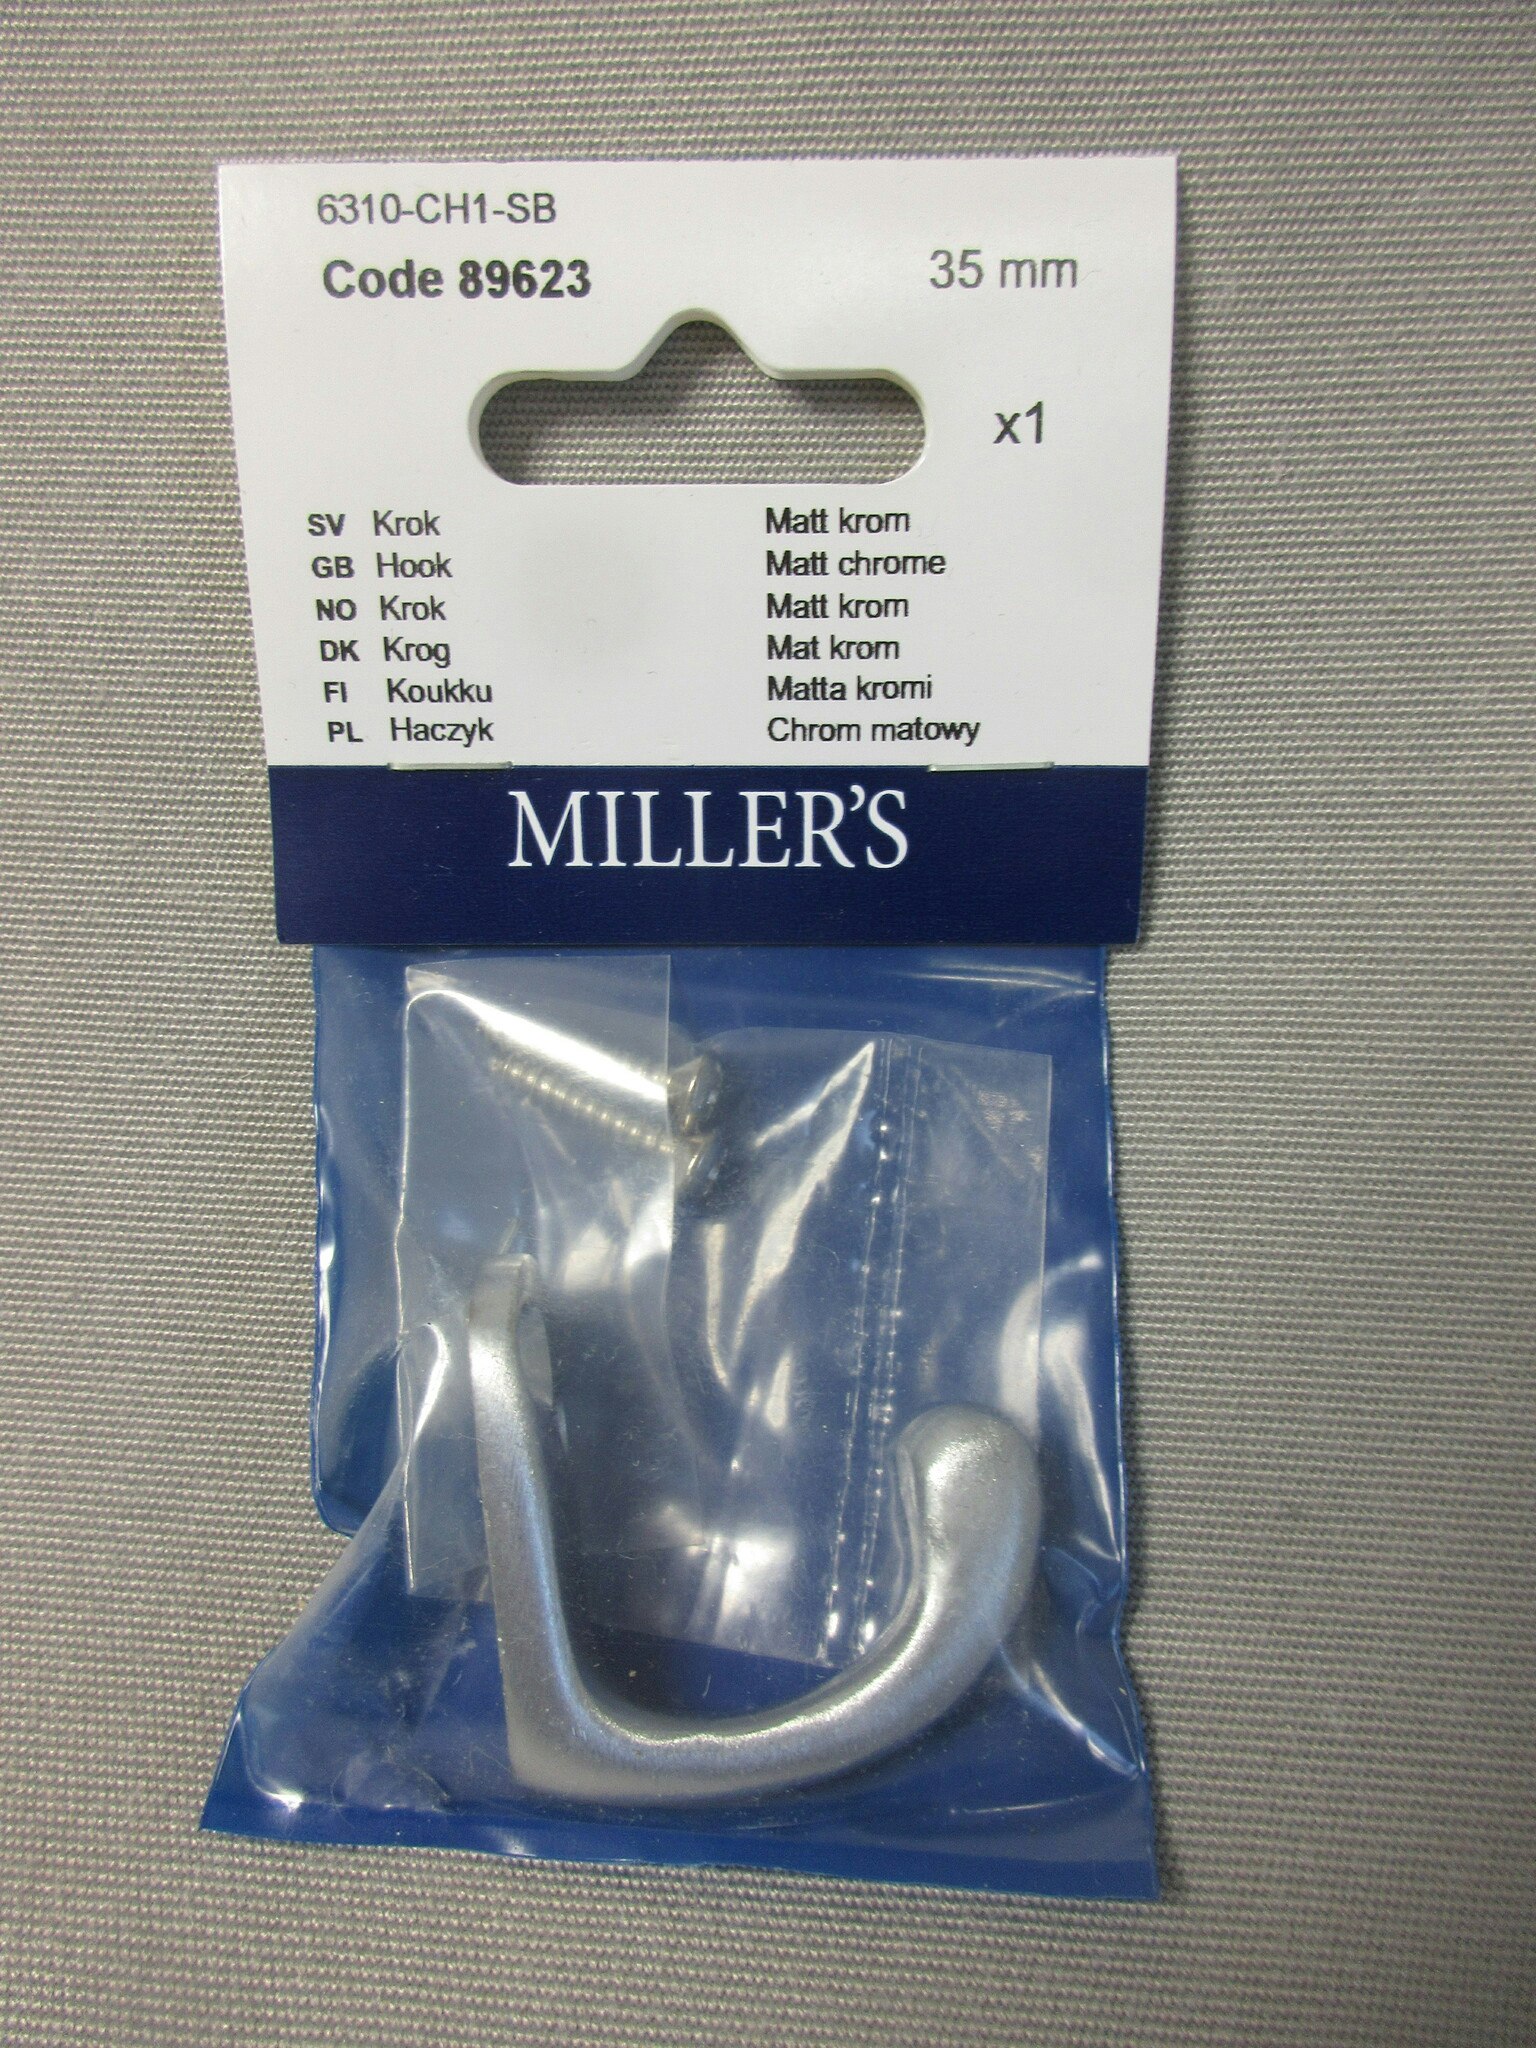 6310-CH1-SB
Code 89623
35 mm
x1
SV Krok Matt krom
GB Hook Matt chrome
NO Krok Matt krom
DK Krog Mat krom
FI Koukku Matta kromi
PL Haczyk Chrom matowy
MILLER'S